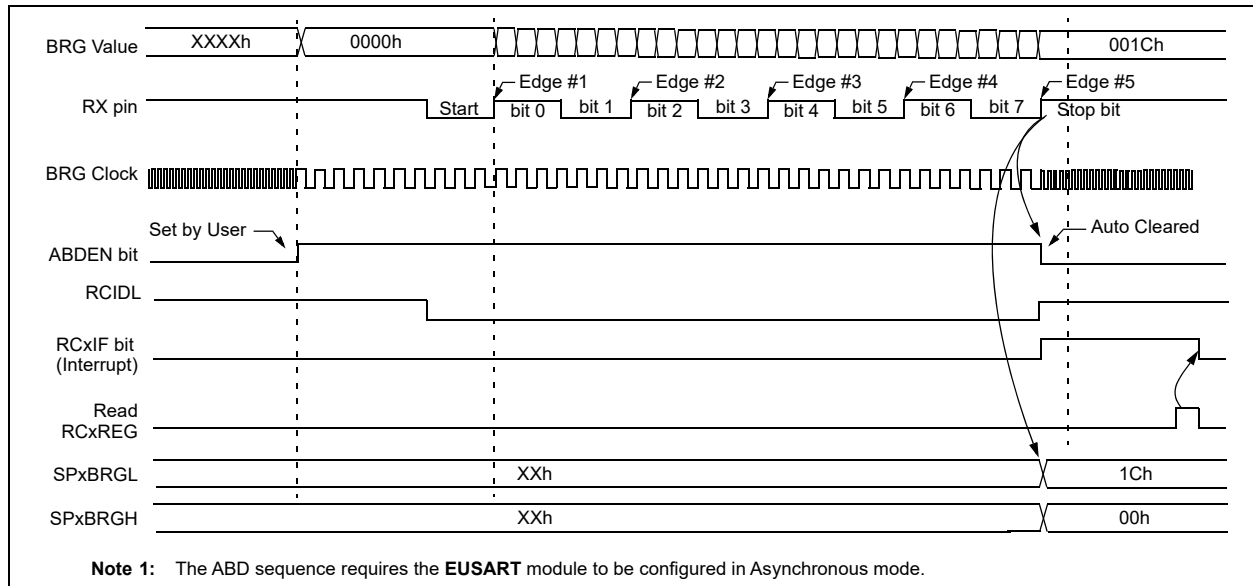 BRG Value XXXXh 0000h 001Ch
Edge #1 Edge #2 Edge #3 Edge #4 Edge #5
RX pin Start bit 0 bit 1 bit 2 bit 3 bit 4 bit 5 bit 6 bit 7 Stop bit
BRG Clock
Set by User Auto Cleared
ABDEN bit
RCIDL
RCxIF bit
(Interrupt)
Read
RCxREG
SPxBRGL XXh 1Ch
SPxBRGH XXh 00h
Note 1: The ABD sequence requires the EUSART module to be configured in Asynchronous mode.